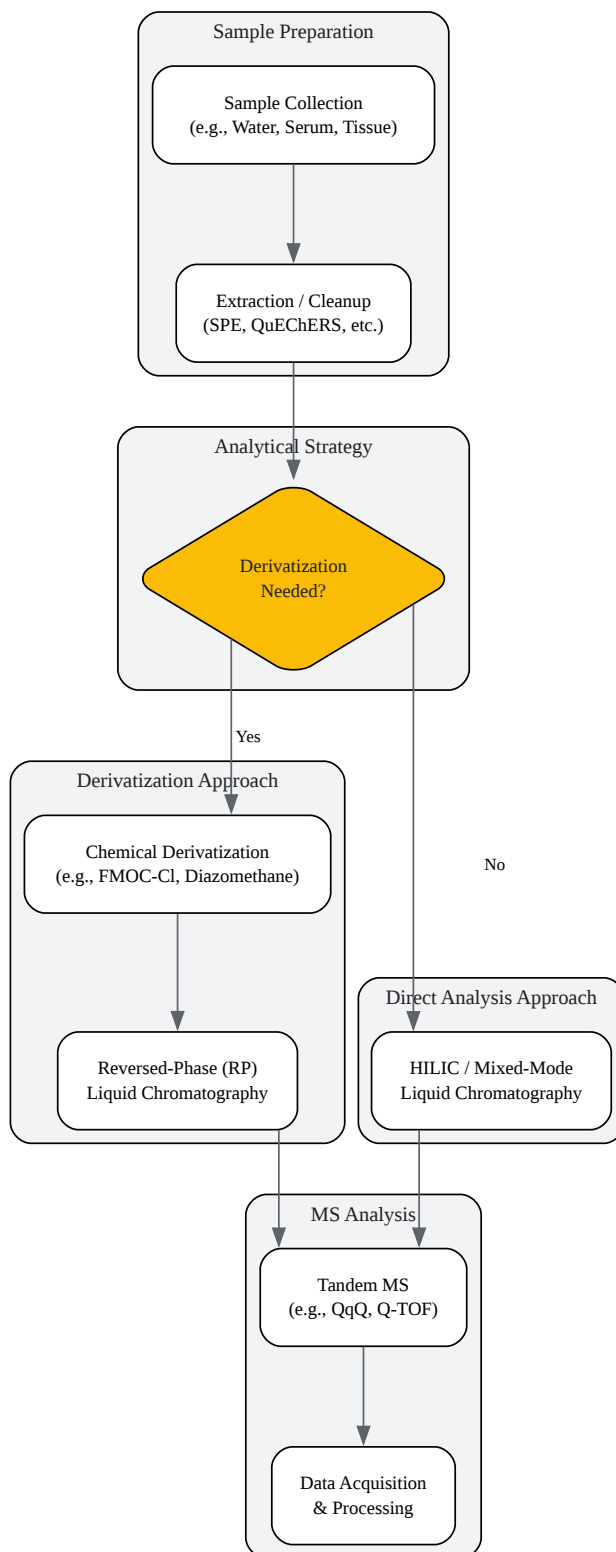 Sample Preparation
Sample Collection
(e.g., Water, Serum, Tissue)
Extraction / Cleanup
(SPE, QuEChERS, etc.)
Analytical Strategy
Derivatization
Needed?
Yes
Derivatization Approach
Chemical Derivatization
(e.g., FMOC-Cl, Diazomethane)
No
Reversed-Phase (RP)
Liquid Chromatography
Direct Analysis Approach
HILIC / Mixed-Mode
Liquid Chromatography
MS Analysis
Tandem MS
(e.g., QqQ, Q-TOF)
Data Acquisition
& Processing